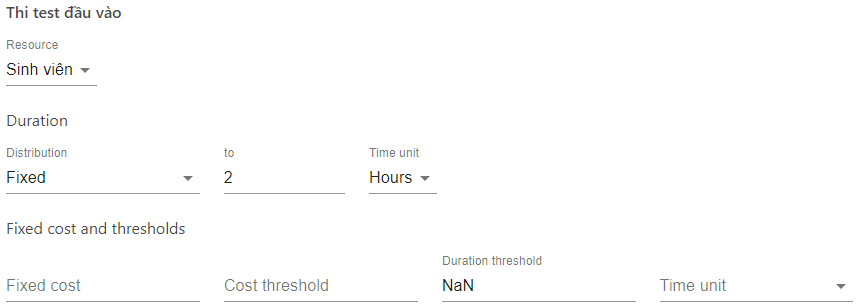 Thi test đầu vào
Resource
Sinh viên
Duration
Distribution to Time unit
Fixed 2 Hours
Fixed cost and thresholds
Duration threshold
Fixed cost Cost threshold NaN Time unit